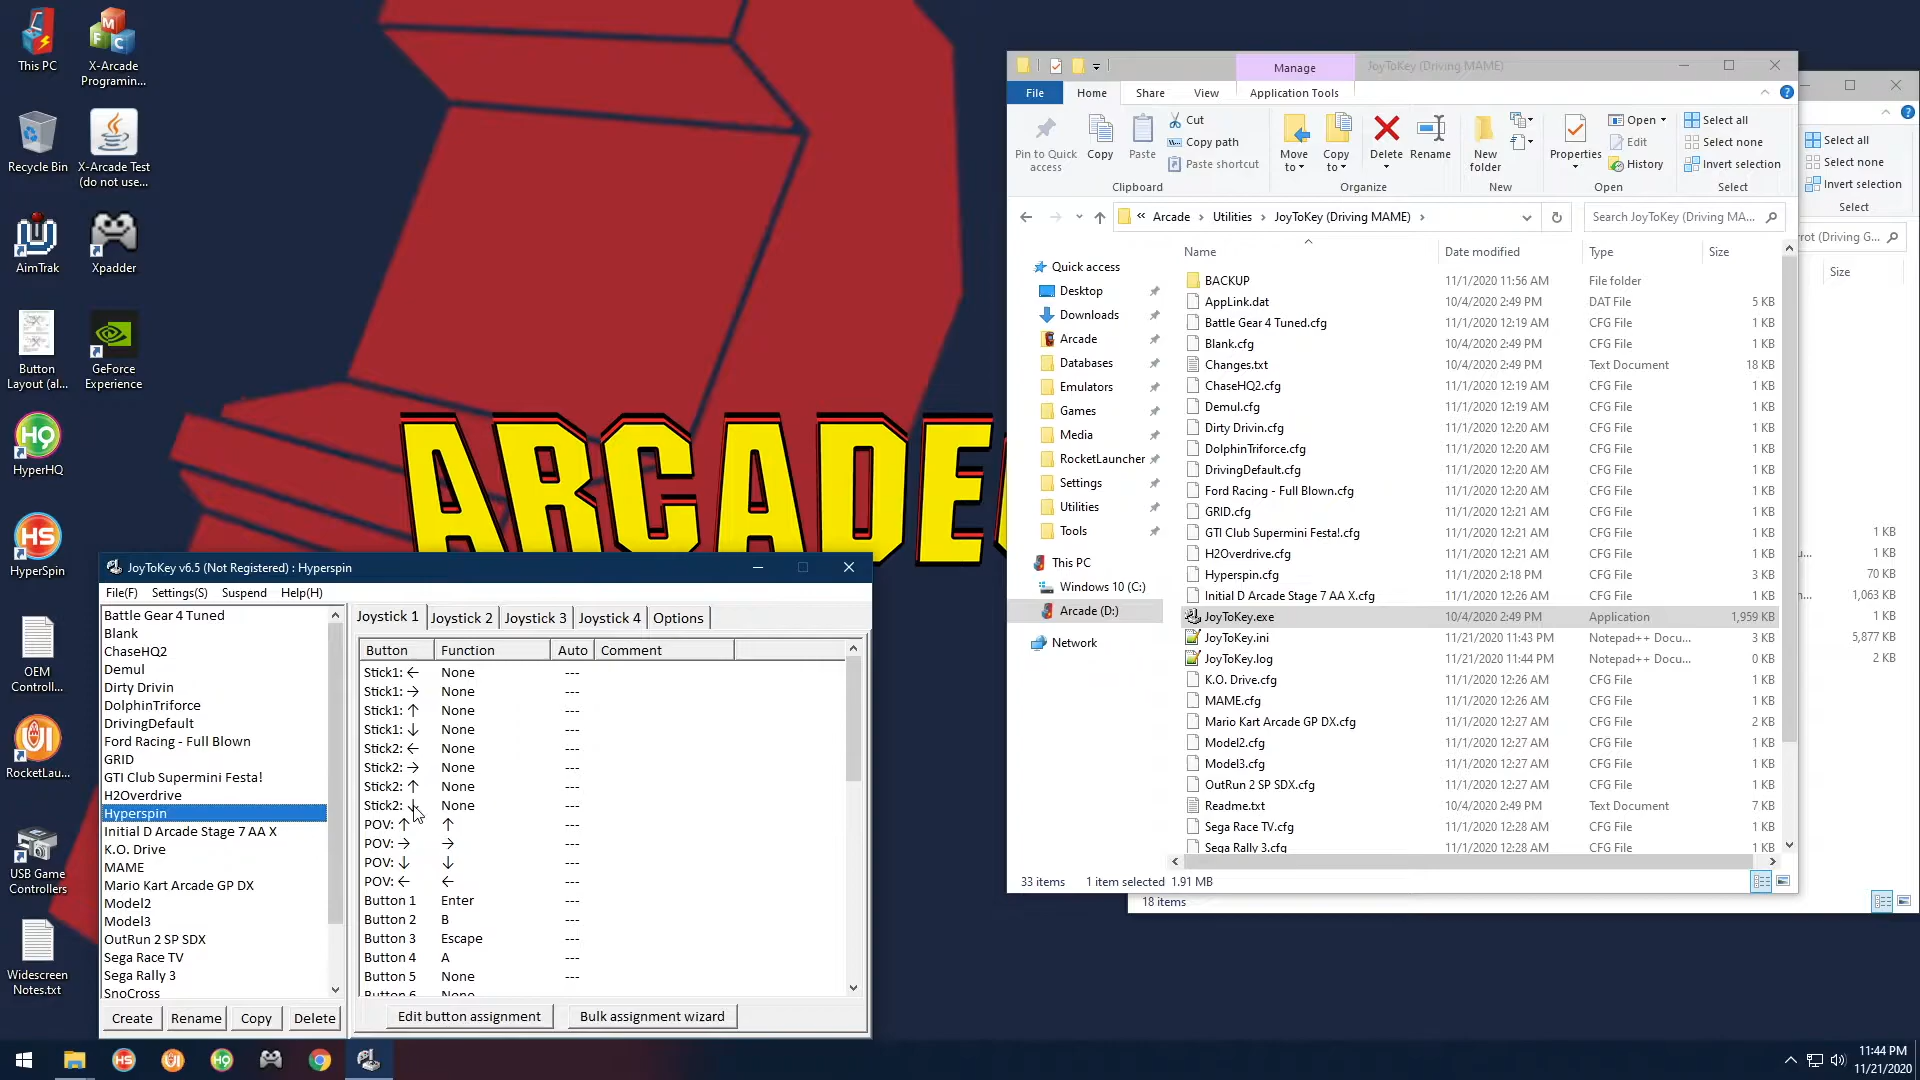 This PC
X-Arcade
Programin...
Recycle Bin
X-Arcade Test
(do not use...
AimTrak
Xpadder
Button
Layout (al...
GeForce
Experience
HyperHQ
HyperSpin
OEM
Controll...
RocketLau...
USB Game
Controllers
Widescreen
Notes.txt
ARCADE
JoyToKey v6.5 (Not Registered) : Hyperspin
File(F)
Settings(S)
Suspend
Help(H)
Battle Gear 4 Tuned
Blank
ChaseHQ2
Demul
Dirty Drivin
DolphinTriforce
DrivingDefault
Ford Racing - Full Blown
GRID
GTI Club Supermini Festa!
H2Overdrive
Hyperspin
Initial D Arcade Stage 7 AA X
K.O. Drive
MAME
Mario Kart Arcade GP DX
Model2
Model3
OutRun 2 SP SDX
Sega Race TV
Sega Rally 3
SnoCross
Create
Rename
Copy
Delete
Joystick 1
Joystick 2
Joystick 3
Joystick 4
Options
Button Function Auto Comment
Stick1: ← None ---
Stick1: → None ---
Stick1: ↑ None ---
Stick1: ↓ None ---
Stick2: ← None ---
Stick2: → None ---
Stick2: ↑ None ---
Stick2: ↓ None ---
POV: ↑ ↑ ---
POV: → → ---
POV: ↓ ↓ ---
POV: ← ← ---
Button 1 Enter ---
Button 2 B ---
Button 3 Escape ---
Button 4 A ---
Button 5 None ---
Button 6 None
Edit button assignment
Bulk assignment wizard
Manage
JoyToKey (Driving MAME)
File
Home
Share
View
Application Tools
Pin to Quick
access
Copy
Paste
Cut
Copy path
Paste shortcut
Clipboard
Move
to
Copy
to
Delete
Rename
Organize
New
folder
New
Properties
Open
Edit
History
Open
Select all
Select none
Invert selection
Select
« Arcade > Utilities > JoyToKey (Driving MAME) >
Search JoyToKey (Driving MA...
Quick access
Desktop
Downloads
Arcade
Databases
Emulators
Games
Media
RocketLauncher
Settings
Utilities
Tools
This PC
Windows 10 (C:)
Arcade (D:)
Network
Name Date modified Type Size
BACKUP 11/1/2020 11:56 AM File folder
AppLink.dat 10/4/2020 2:49 PM DAT File 5 KB
Battle Gear 4 Tuned.cfg 11/1/2020 12:19 AM CFG File 1 KB
Blank.cfg 10/4/2020 2:49 PM CFG File 1 KB
Changes.txt 10/4/2020 2:49 PM Text Document 18 KB
ChaseHQ2.cfg 11/1/2020 12:19 AM CFG File 1 KB
Demul.cfg 11/1/2020 12:19 AM CFG File 1 KB
Dirty Drivin.cfg 11/1/2020 12:20 AM CFG File 1 KB
DolphinTriforce.cfg 11/1/2020 12:20 AM CFG File 1 KB
DrivingDefault.cfg 11/1/2020 12:20 AM CFG File 1 KB
Ford Racing - Full Blown.cfg 11/1/2020 12:20 AM CFG File 1 KB
GRID.cfg 11/1/2020 12:21 AM CFG File 1 KB
GTI Club Supermini Festa!.cfg 11/1/2020 12:21 AM CFG File 1 KB
H2Overdrive.cfg 11/1/2020 12:21 AM CFG File 1 KB
Hyperspin.cfg 11/1/2020 2:18 PM CFG File 1 KB
Initial D Arcade Stage 7 AA X.cfg 11/1/2020 12:26 AM CFG File 1 KB
JoyToKey.exe 10/4/2020 2:49 PM Application 1,959 KB
JoyToKey.ini 11/21/2020 11:43 PM Notepad++ Docu... 3 KB
JoyToKey.log 11/21/2020 11:44 PM Notepad++ Docu... 0 KB
K.O. Drive.cfg 11/1/2020 12:26 AM CFG File 1 KB
MAME.cfg 11/1/2020 12:26 AM CFG File 1 KB
Mario Kart Arcade GP DX.cfg 11/1/2020 12:27 AM CFG File 2 KB
Model2.cfg 11/1/2020 12:27 AM CFG File 1 KB
Model3.cfg 11/1/2020 12:27 AM CFG File 1 KB
OutRun 2 SP SDX.cfg 11/1/2020 12:27 AM CFG File 1 KB
Readme.txt 10/4/2020 2:49 PM Text Document 7 KB
Sega Race TV.cfg 11/1/2020 12:28 AM CFG File 1 KB
Sega Rally 3.cfg 11/1/2020 12:28 AM CFG File 1 KB
33 items 1 item selected 1.91 MB
Select all
Select none
Invert selection
Select
rot (Driving G...
Size
1 KB
1 KB
70 KB
1,063 KB
1 KB
5,877 KB
2 KB
18 items
11:44 PM
11/21/2020